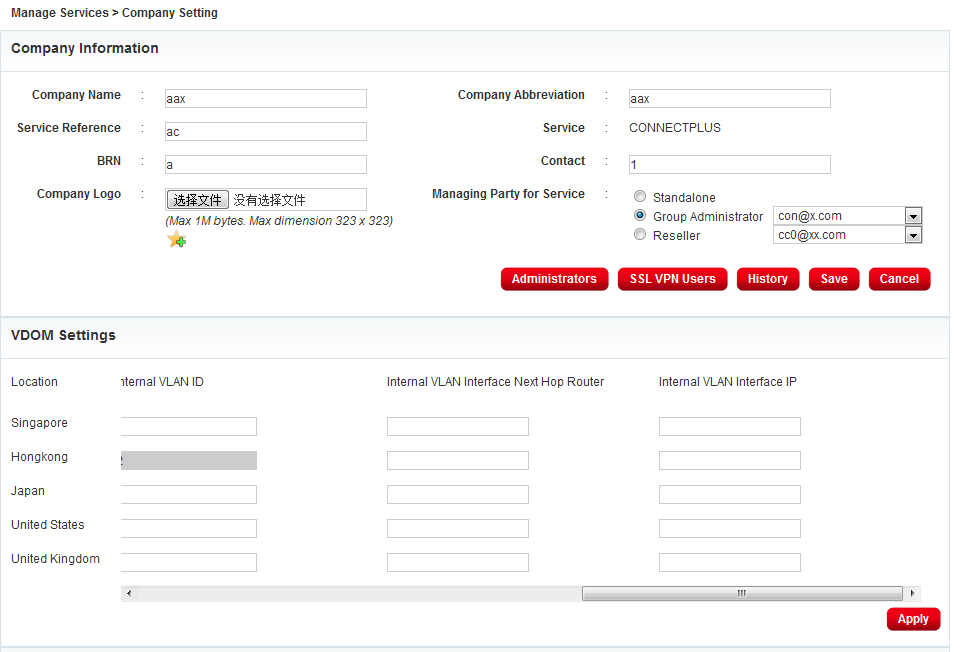 Manage Services > Company Setting
Company Information
Company Name : aax Company Abbreviation : aax
Service Reference : ac Service : CONNECTPLUS
BRN : a Contact : 1
Company Logo : 选择文件 没有选择文件 Managing Party for Service : Standalone
(Max 1M bytes. Max dimension 323 x 323) Group Administrator con@x.com
Reseller cc0@xx.com
Administrators SSL VPN Users History Save Cancel
VDOM Settings
Location nternal VLAN ID Internal VLAN Interface Next Hop Router Internal VLAN Interface IP
Singapore
Hongkong
Japan
United States
United Kingdom
Apply